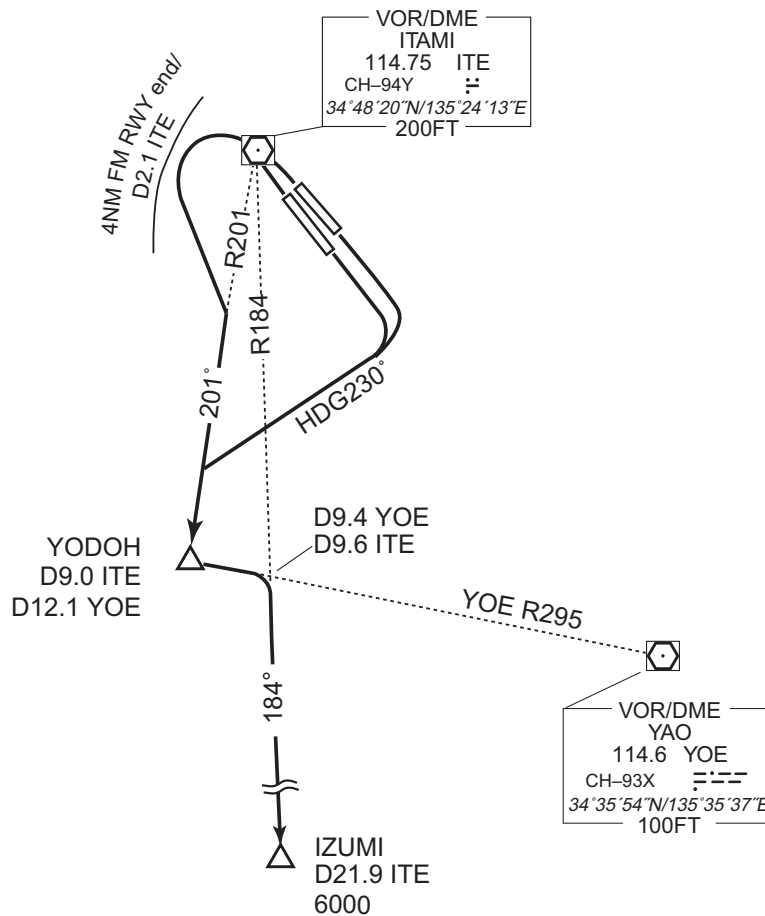 VOR/DME
ITAMI
114.75 ITE
CH–94Y
34°48´20˝N/135°24´13˝E
200FT
4NM FM RWY end/
D2.1 ITE
R201
R184
201°
HDG230°
D9.4 YOE
D9.6 ITE
YODOH
D9.0 ITE
D12.1 YOE
YOE R295
184°
VOR/DME
YAO
114.6 YOE
CH–93X
34°35´54˝N/135°35´37˝E
100FT
IZUMI
D21.9 ITE
6000